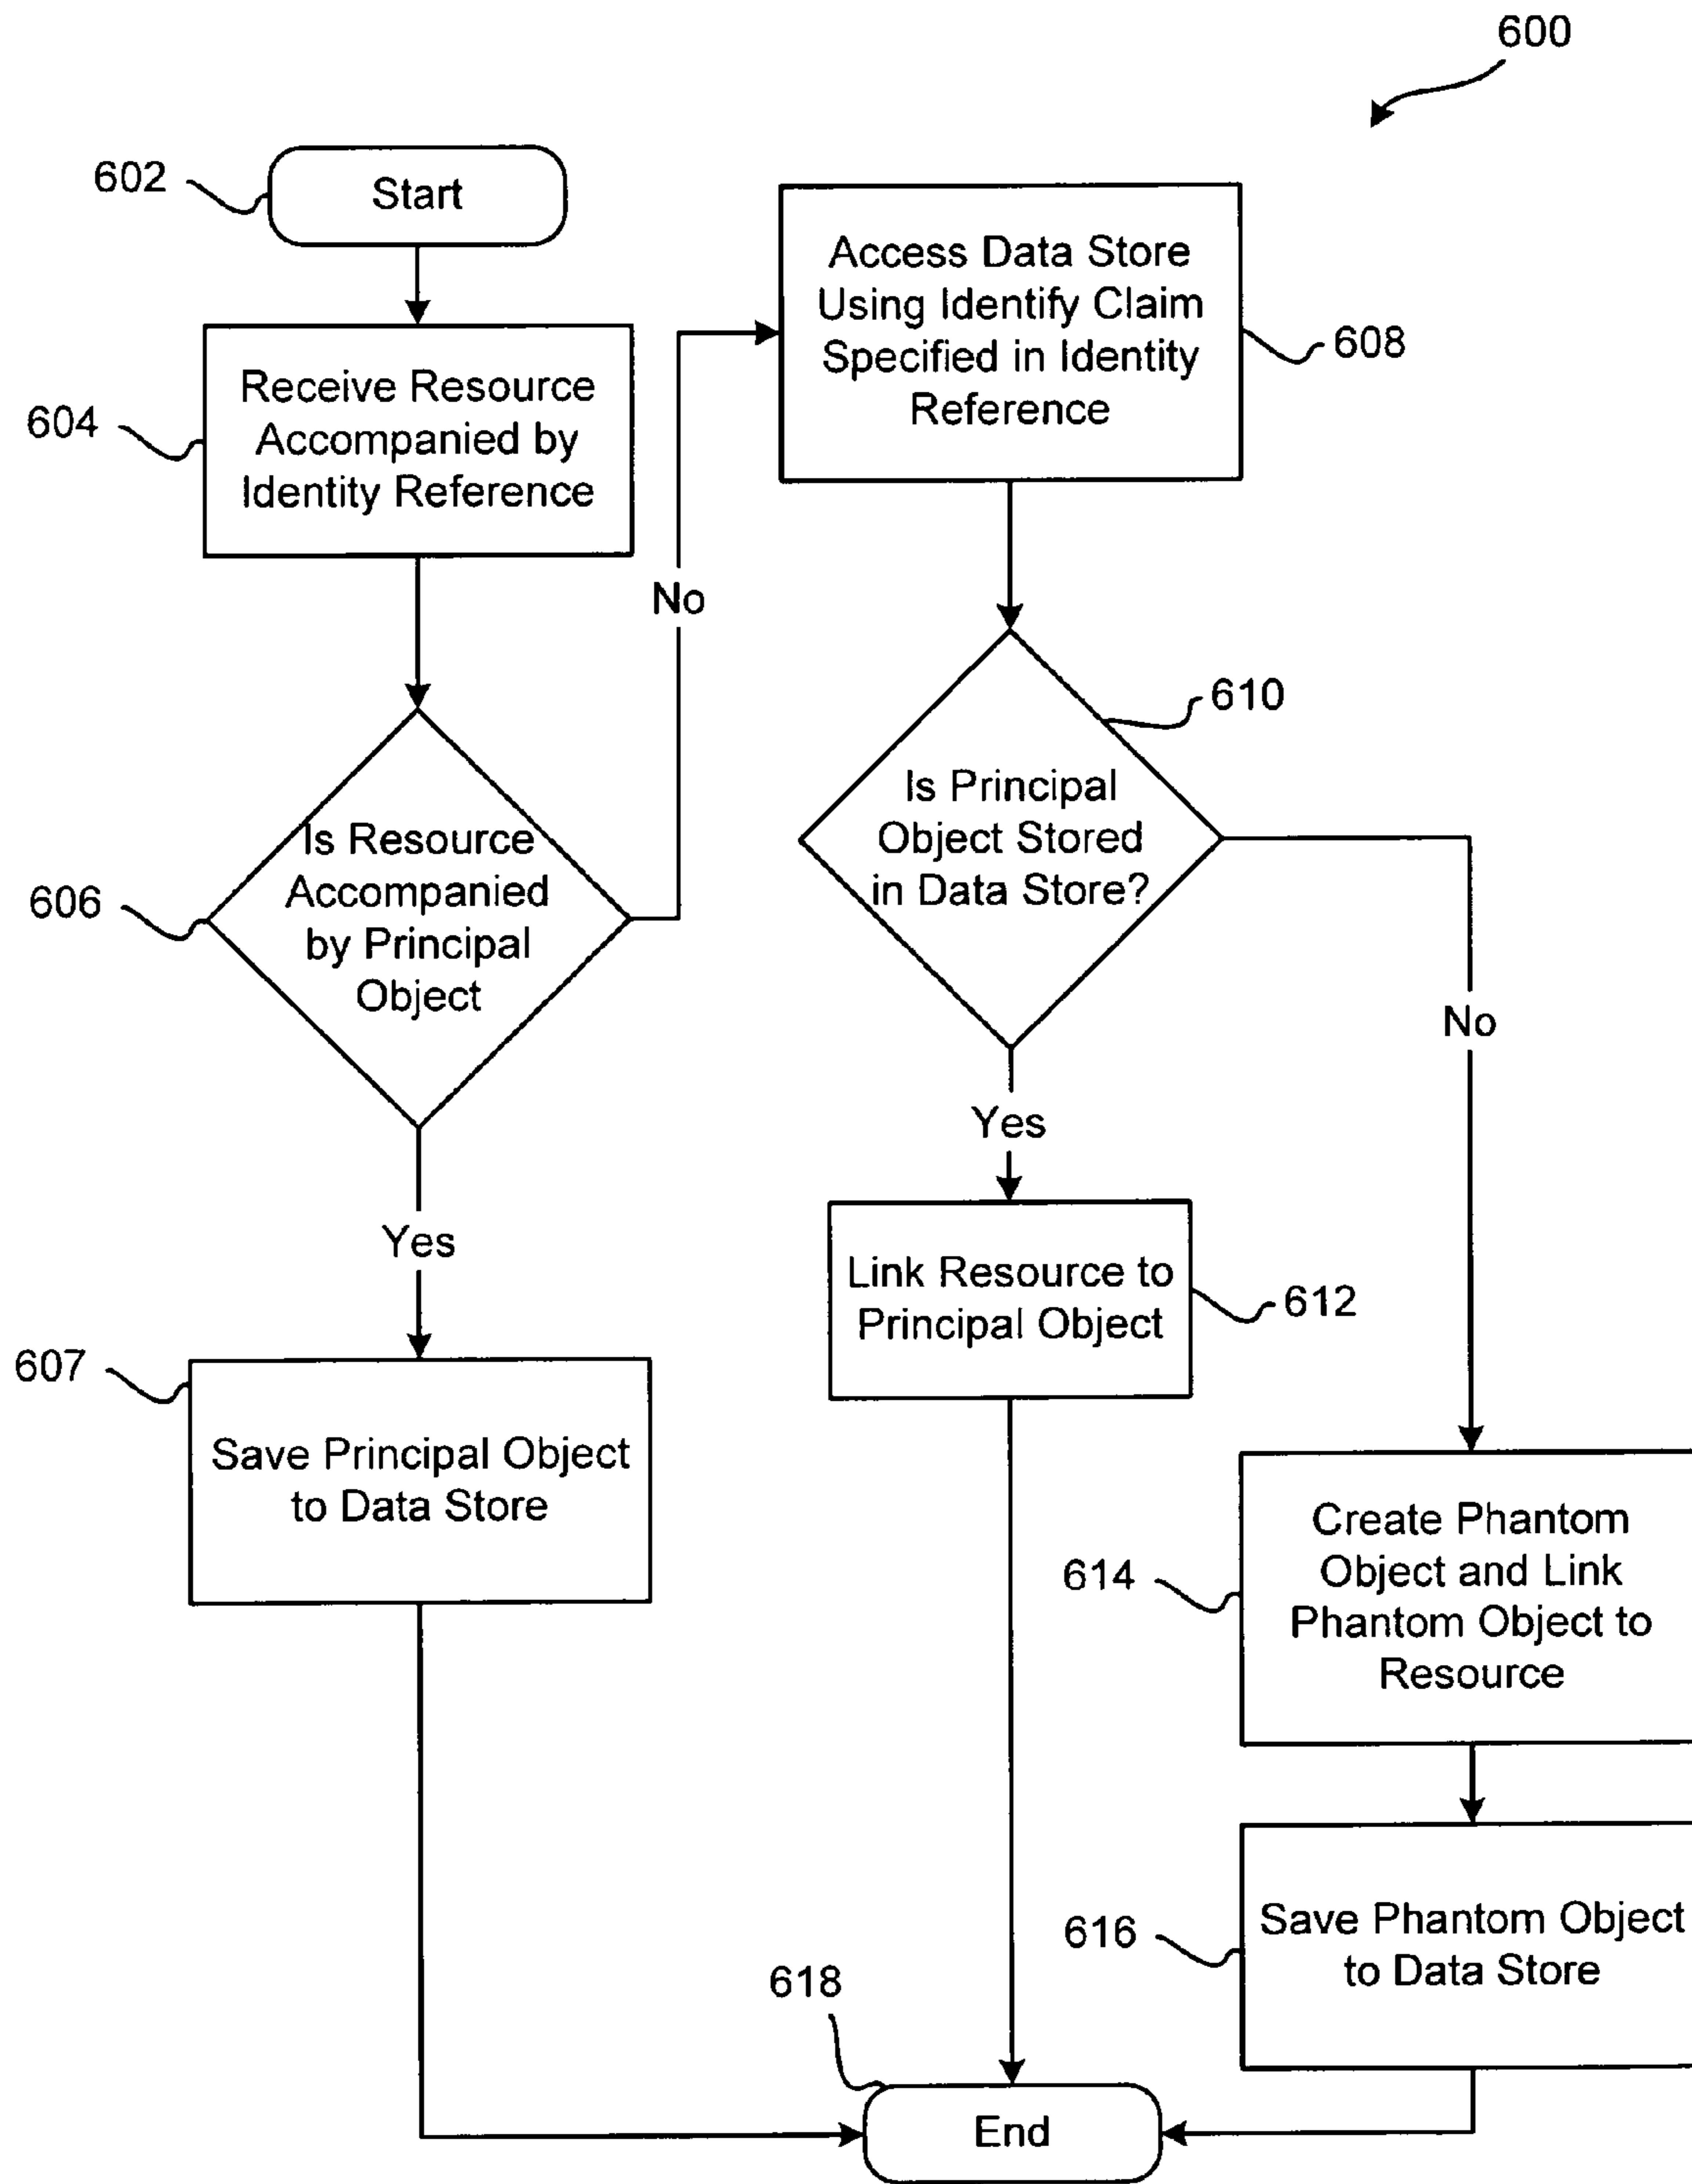 600
602
Start
604
Receive Resource
Accompanied by
Identity Reference
606
Is Resource
Accompanied
by Principal
Object
No
Yes
607
Save Principal Object
to Data Store
Access Data Store
Using Identify Claim
Specified in Identity
Reference
608
610
Is Principal
Object Stored
in Data Store?
No
Yes
Link Resource to
Principal Object
612
614
Create Phantom
Object and Link
Phantom Object to
Resource
616
Save Phantom Object
to Data Store
618
End